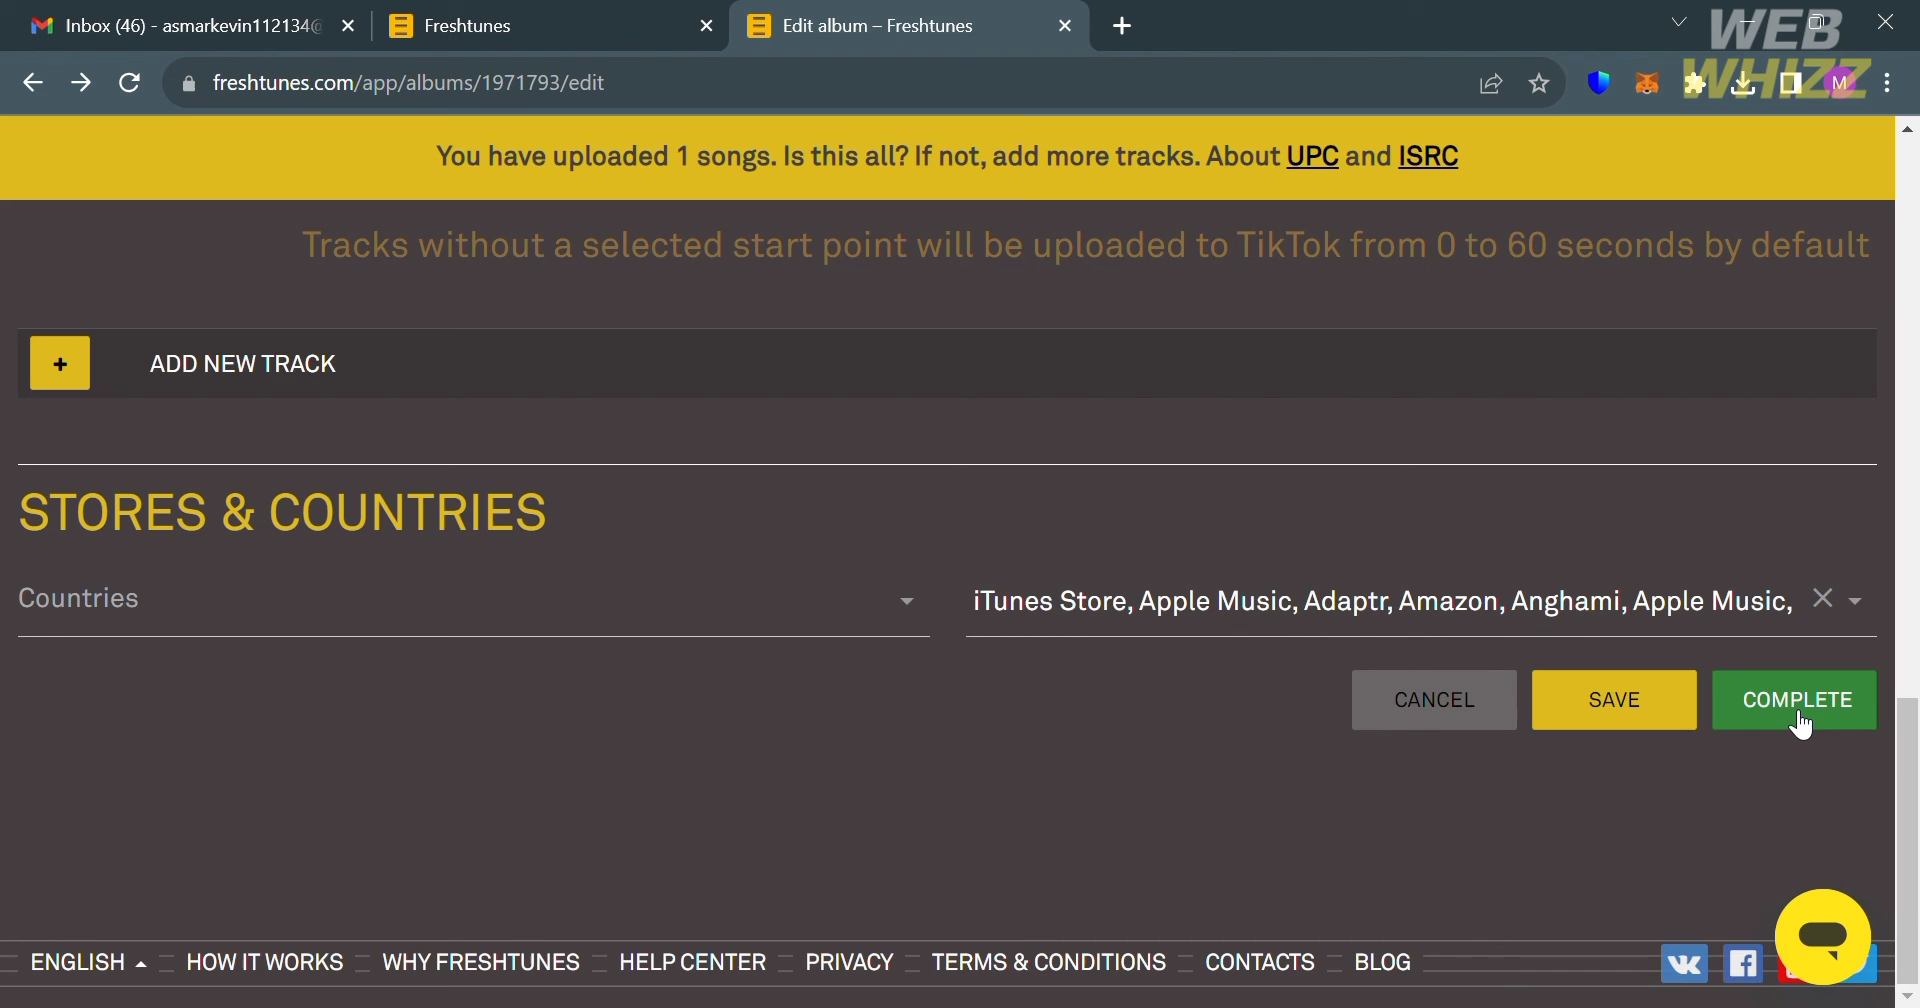 Inbox (46) - asmarkevin112134@
Freshtunes
Edit album – Freshtunes
WEB WHIZZ
freshtunes.com/app/albums/1971793/edit
M
You have uploaded 1 songs. Is this all? If not, add more tracks. About UPC and ISRC
Tracks without a selected start point will be uploaded to TikTok from 0 to 60 seconds by default
+ ADD NEW TRACK
STORES & COUNTRIES
Countries
iTunes Store, Apple Music, Adaptr, Amazon, Anghami, Apple Music,
CANCEL SAVE COMPLETE
ENGLISH HOW IT WORKS WHY FRESHTUNES HELP CENTER PRIVACY TERMS & CONDITIONS CONTACTS BLOG